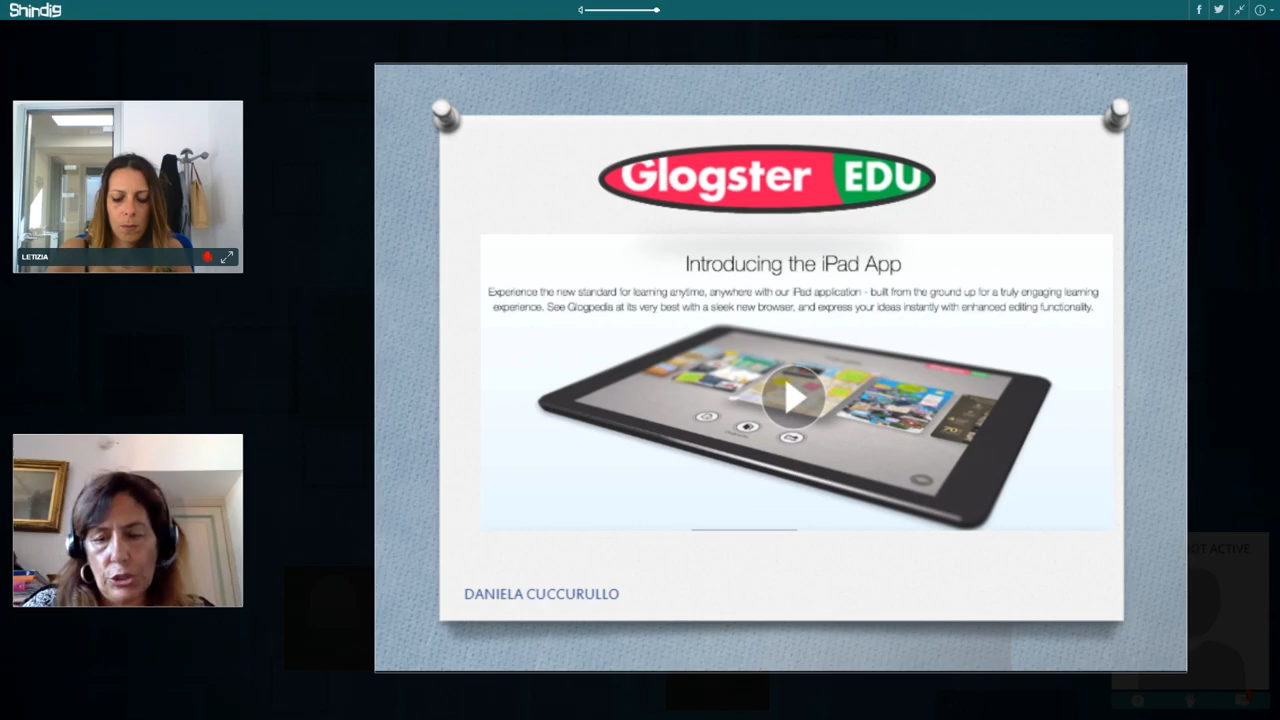 Shindig
Glogster EDU
Introducing the iPad App
Experience the new standard for learning anytime, anywhere with our iPad application - built from the ground up for a truly engaging learning
experience. See Glogpedia at its very best with a sleek new browser, and express your ideas instantly with enhanced editing functionality.
LETIZIA
DANIELA CUCCURULLO
ACTIVE